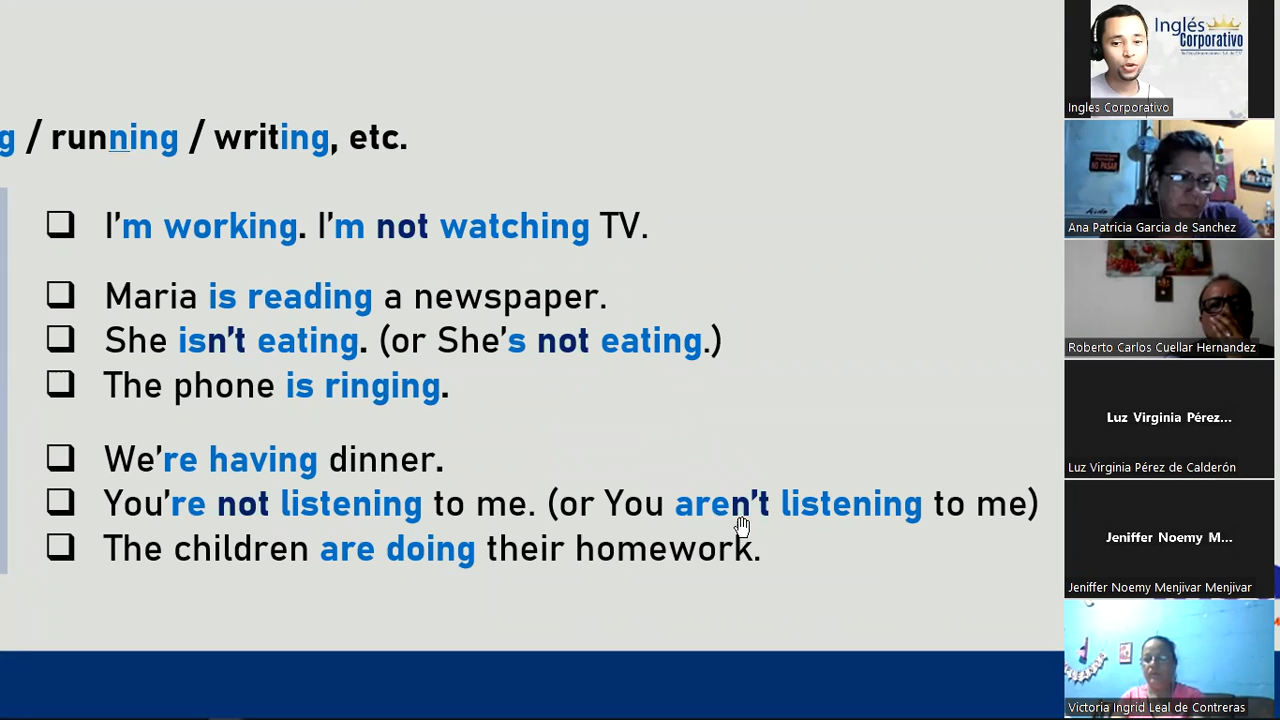 g / running / writing, etc.
I'm working. I'm not watching TV.
Maria is reading a newspaper.
She isn't eating. (or She's not eating.)
The phone is ringing.
We're having dinner.
You're not listening to me. (or You aren't listening to me)
The children are doing their homework.
Inglés
Corporativo
Ingles Corporativo
NO PASAR
Ana Patricia Garcia de Sanchez
Roberto Carlos Cuellar Hernandez
Luz Virginia Pérez...
Luz Virginia Pérez de Calderón
Jeniffer Noemy M...
Jeniffer Noemy Menjivar Menjivar
Victoria Ingrid Leal de Contreras